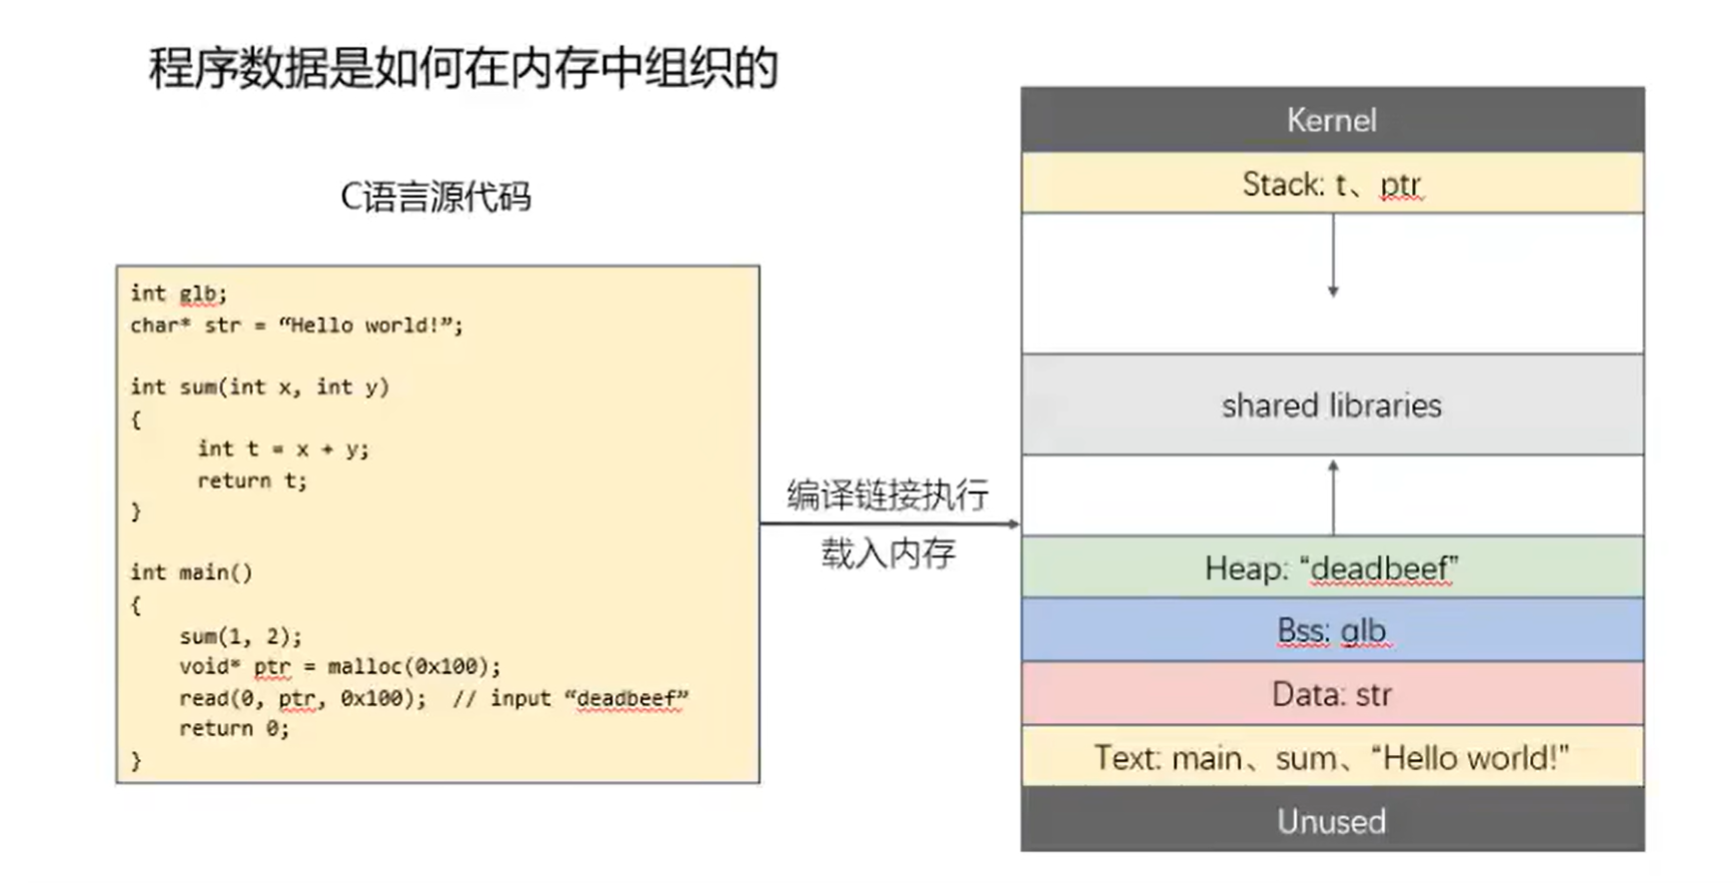 程序数据是如何在内存中组织的
C语言源代码
int glb;
char* str = “Hello world!”;
int sum(int x, int y)
{
int t = x + y;
return t;
}
int main()
{
sum(1, 2);
void* ptr = malloc(0x100);
read(0, ptr, 0x100);  // input “deadbeef”
return 0;
}
编译链接执行
载入内存
Kernel
Stack: t、ptr
shared libraries
Heap: “deadbeef”
Bss: glb
Data: str
Text: main、sum、“Hello world!”
Unused